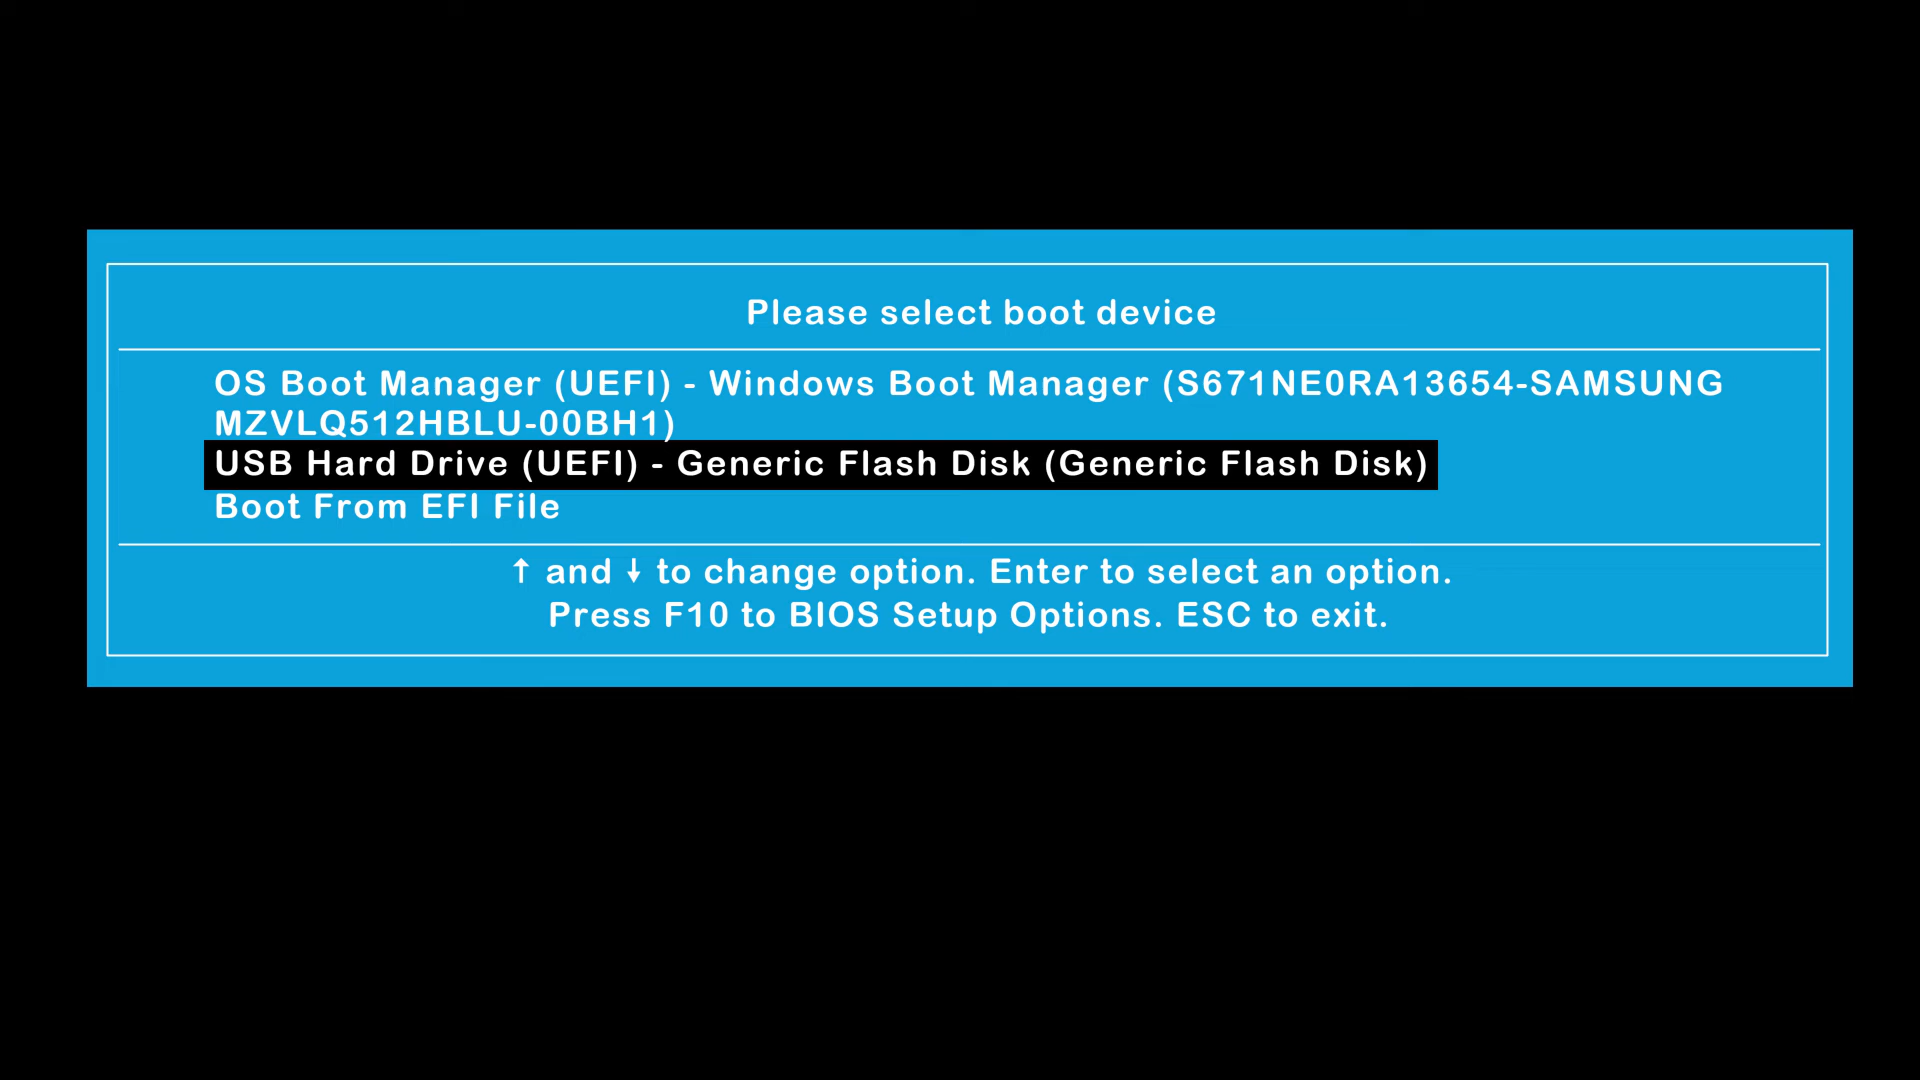 Please select boot device
OS Boot Manager (UEFI) - Windows Boot Manager (S671NE0RA13654-SAMSUNG
MZVLQ512HBLU-00BH1)
USB Hard Drive (UEFI) - Generic Flash Disk (Generic Flash Disk)
Boot From EFI File
↑ and ↓ to change option. Enter to select an option.
Press F10 to BIOS Setup Options. ESC to exit.